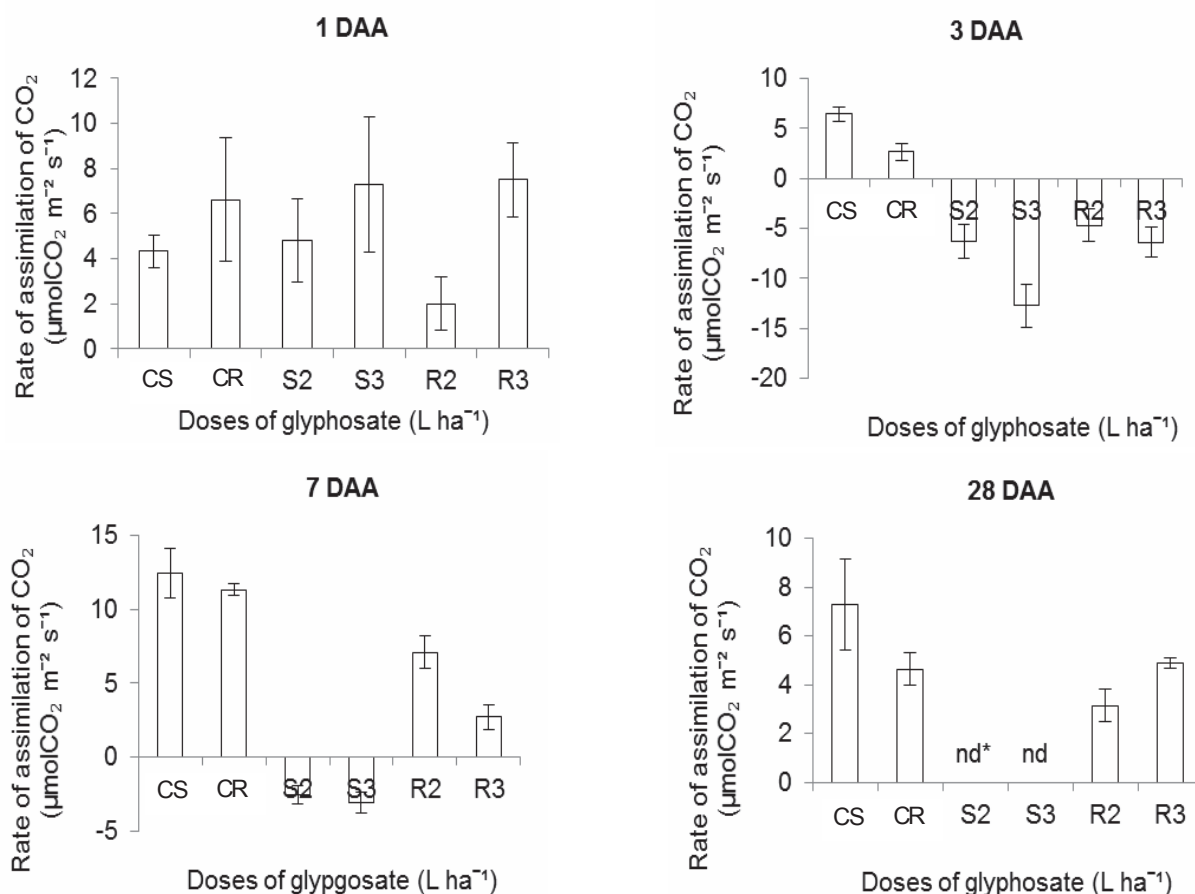 1 DAA
Rate of assimilation of CO₂
(µmolCO₂ m⁻² s⁻¹)
12
10
8
6
4
2
0
CS CR S2 S3 R2 R3
Doses of glyphosate (L ha⁻¹)
3 DAA
Rate of assimilation of CO₂
(µmolCO₂ m⁻² s⁻¹)
10
5
0
-5
-10
-15
-20
CS CR S2 S3 R2 R3
Doses of glyphosate (L ha⁻¹)
7 DAA
Rate of assimilation of CO₂
(µmolCO₂ m⁻² s⁻¹)
15
10
5
0
-5
CS CR S2 S3 R2 R3
Doses of glypgosate (L ha⁻¹)
28 DAA
Rate of assimilation of CO₂
(µmolCO₂ m⁻² s⁻¹)
10
8
6
4
2
0
nd* nd
CS CR S2 S3 R2 R3
Doses of glyphosate (L ha⁻¹)